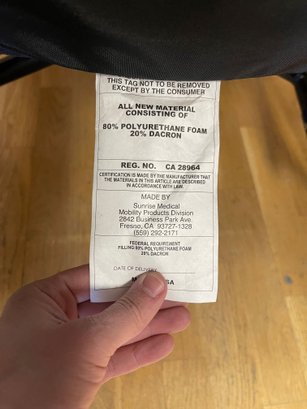 THIS TAG NOT TO BE REMOVED
EXCEPT BY THE CONSUMER
ALL NEW MATERIAL
CONSISTING OF
80% POLYURETHANE FOAM
20% DACRON
REG. NO. CA 28964
CERTIFICATION IS MADE BY THE MANUFACTURER THAT
THE MATERIALS IN THIS ARTICLE ARE DESCRIBED
IN ACCORDANCE WITH LAW.
MADE BY
Sunrise Medical
Mobility Products Division
2842 Business Park Ave.
Fresno, CA 93727-1328
(559) 292-2171
FEDERAL REQUIREMENT
FILLING 80% POLYURETHANE FOAM
20% DACRON
DATE OF DELIVERY